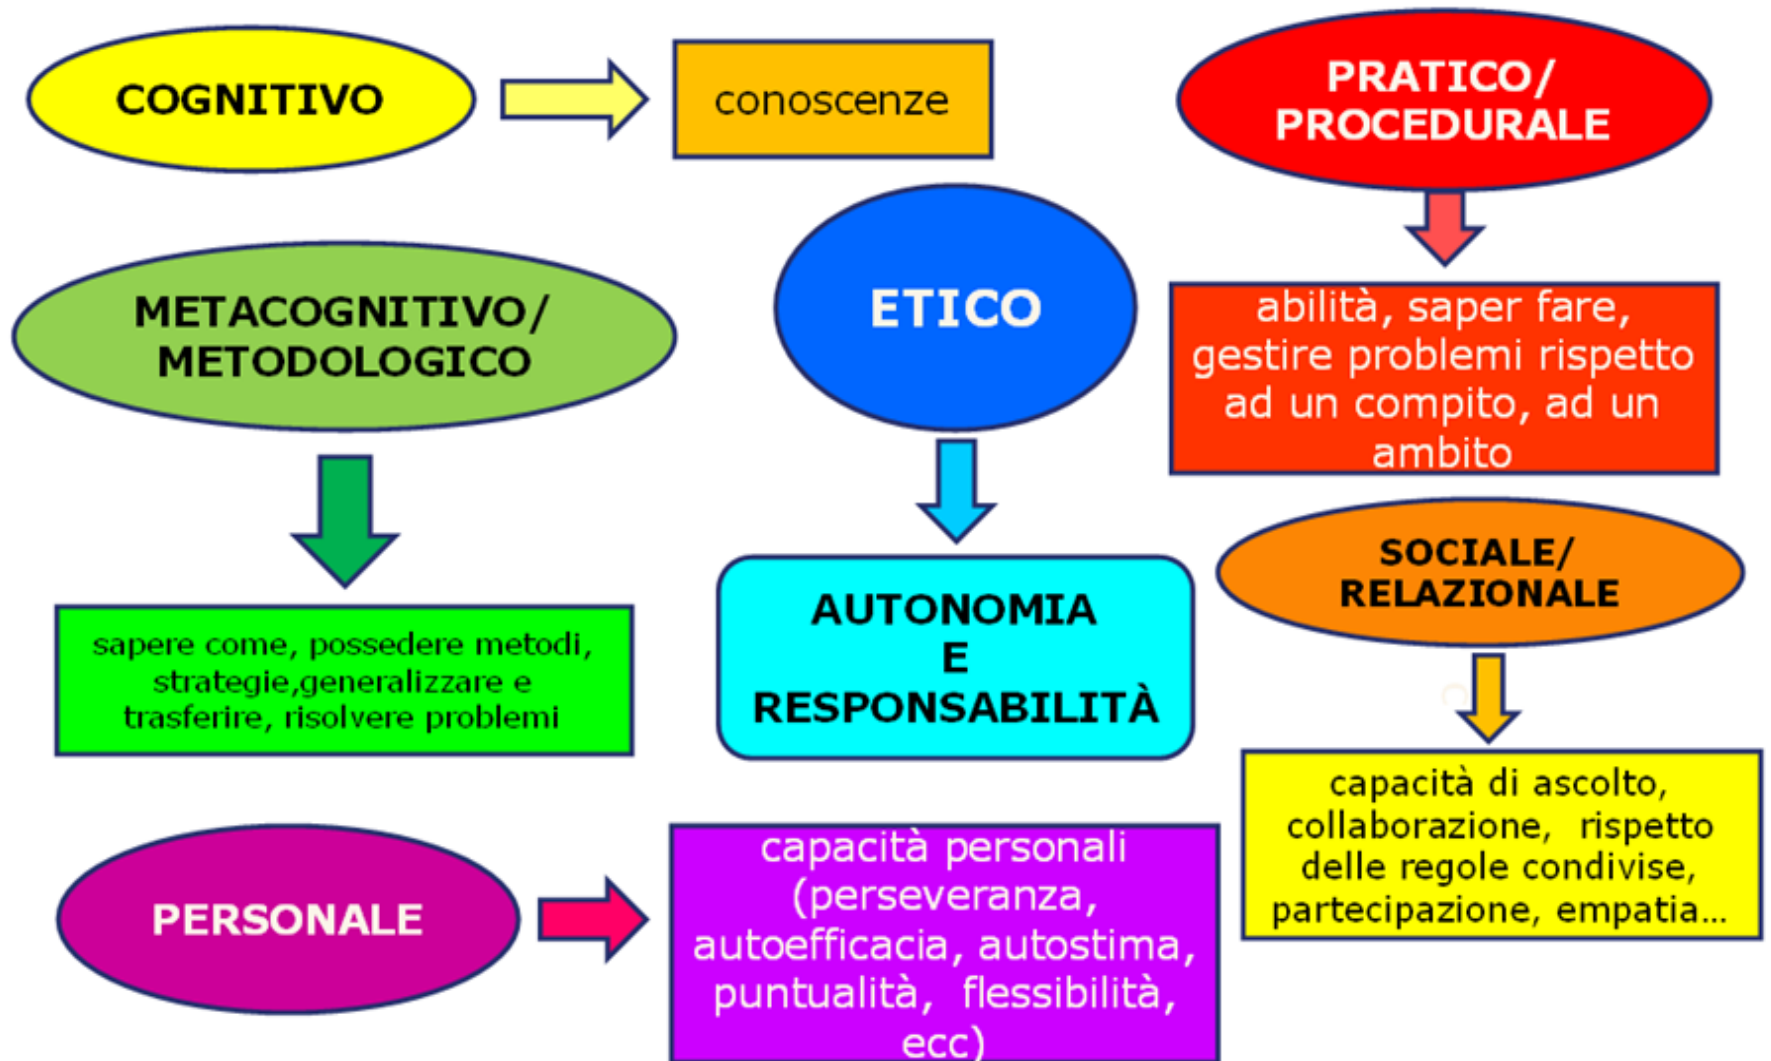 COGNITIVO
conoscenze
PRATICO/
PROCEDURALE
abilità, saper fare,
gestire problemi rispetto
ad un compito, ad un
ambito
METACOGNITIVO/
METODOLOGICO
sapere come, possedere metodi,
strategie,generalizzare e
trasferire, risolvere problemi
ETICO
AUTONOMIA
E
RESPONSABILITÀ
SOCIALE/
RELAZIONALE
C
capacità di ascolto,
collaborazione, rispetto
delle regole condivise,
partecipazione, empatia...
PERSONALE
capacità personali
(perseveranza,
autoefficacia, autostima,
puntualità, flessibilità,
ecc)